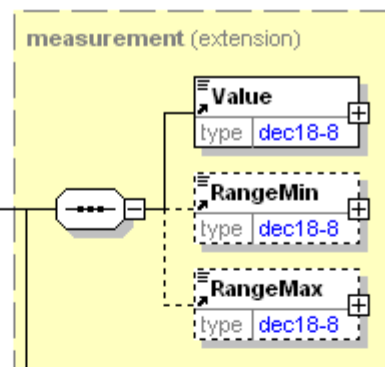 measurement (extension)
Value
type dec18-8
RangeMin
type dec18-8
RangeMax
type dec18-8